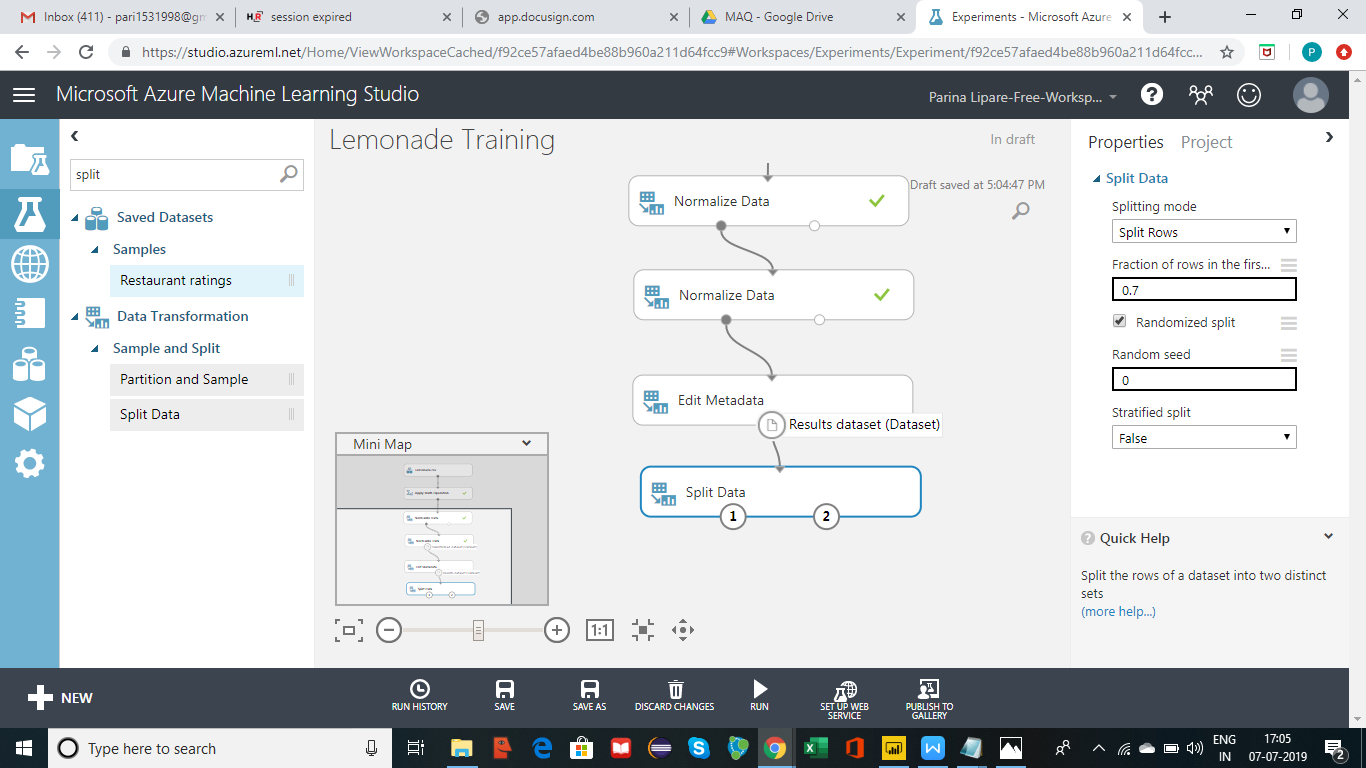 Inbox (411) - pari1531998@gm
session expired
app.docusign.com
MAQ - Google Drive
Experiments - Microsoft Azure
https://studio.azureml.net/Home/ViewWorkspaceCached/f92ce57afaed4be88b960a211d64fcc9#Workspaces/Experiments/Experiment/f92ce57afaed4be88b960a211d64fcc...
P
Microsoft Azure Machine Learning Studio
Parina Lipare-Free-Worksp...
split
Saved Datasets
Samples
Restaurant ratings
Data Transformation
Sample and Split
Partition and Sample
Split Data
Lemonade Training
In draft
Draft saved at 5:04:47 PM
Normalize Data
Normalize Data
Edit Metadata
Results dataset (Dataset)
Split Data
1
2
Mini Map
1:1
Properties
Project
Split Data
Splitting mode
Split Rows
Fraction of rows in the firs...
0.7
Randomized split
Random seed
0
Stratified split
False
Quick Help
Split the rows of a dataset into two distinct
sets
(more help...)
NEW
RUN HISTORY
SAVE
SAVE AS
DISCARD CHANGES
RUN
SET UP WEB
SERVICE
PUBLISH TO
GALLERY
Type here to search
ENG
IN
17:05
07-07-2019
2